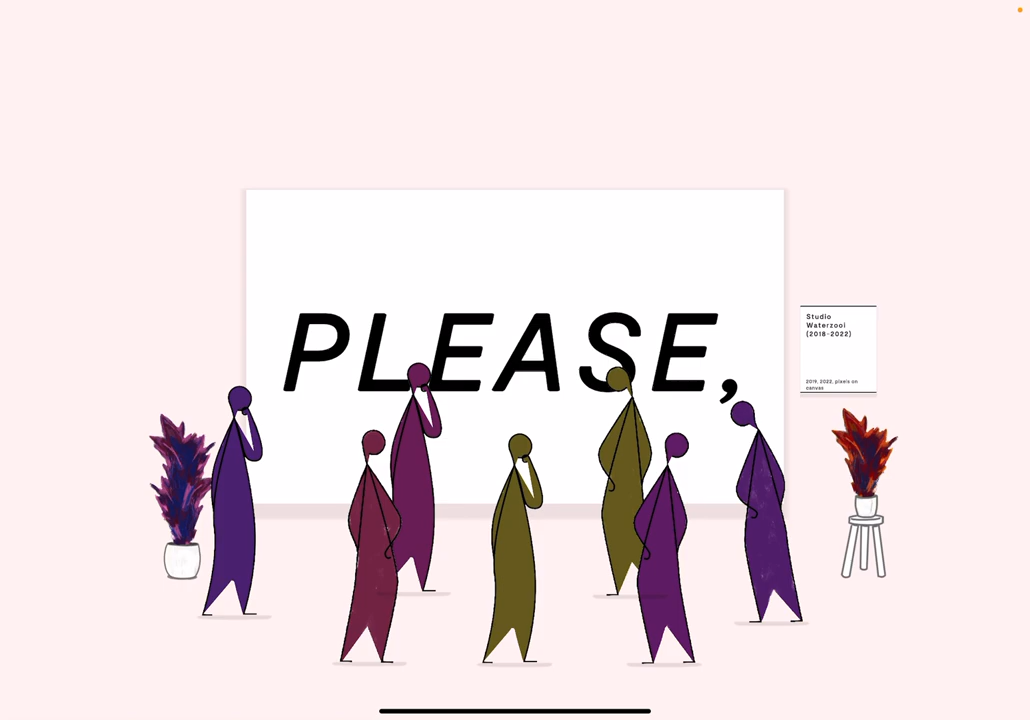 PLEASE,
Studio
Waterzooi
(2018-2022)
2019, 2022, pixels on
canvas